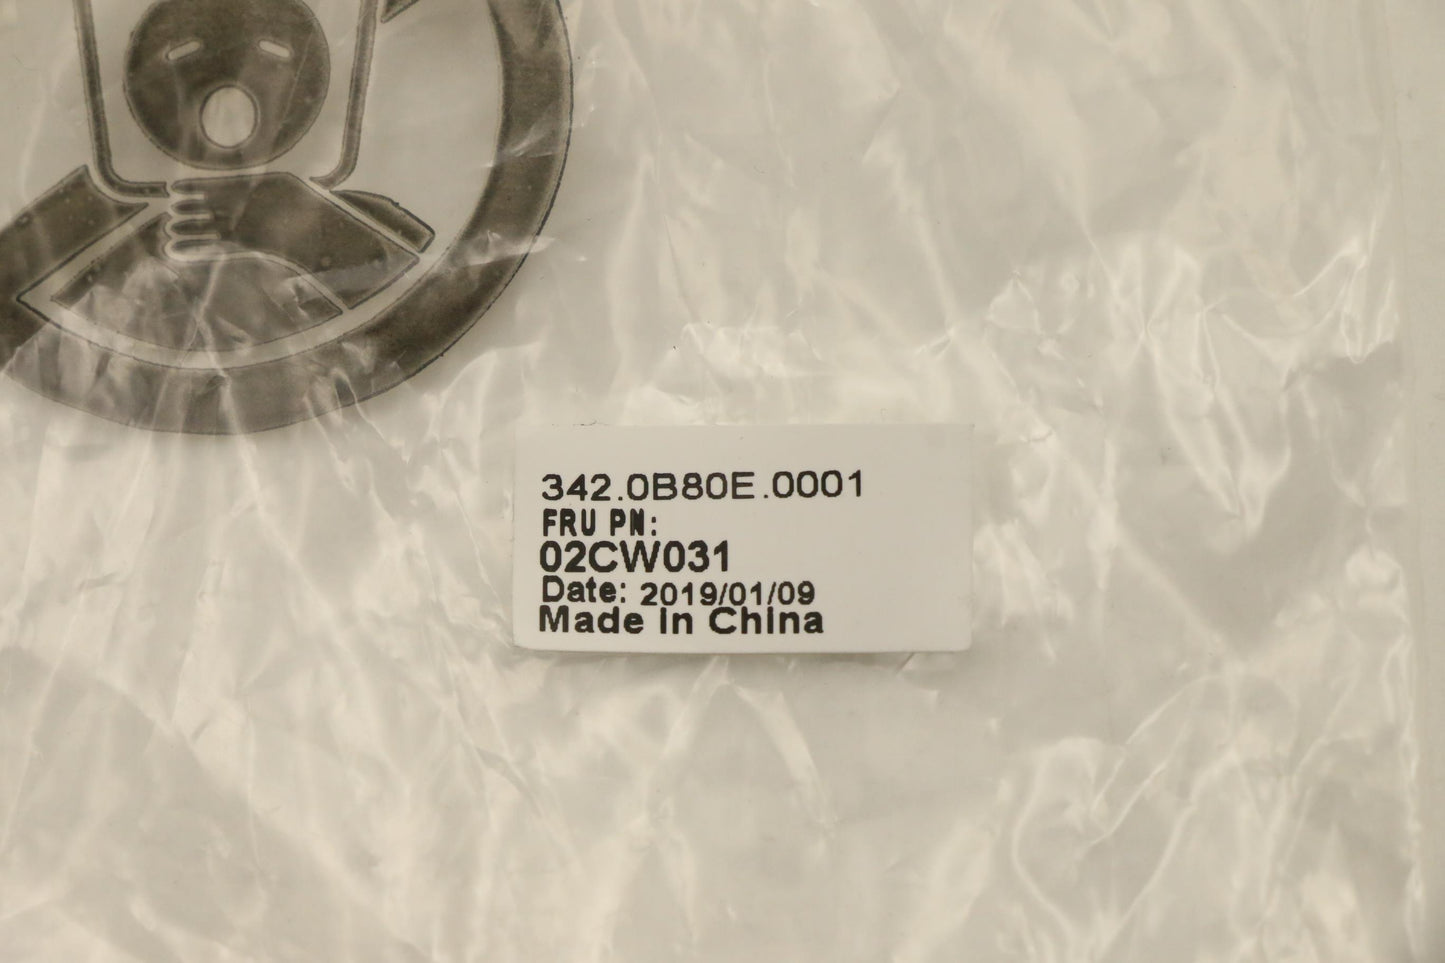 342.0B80E.0001
FRU PN:
02CW031
Date: 2019/01/09
Made In China